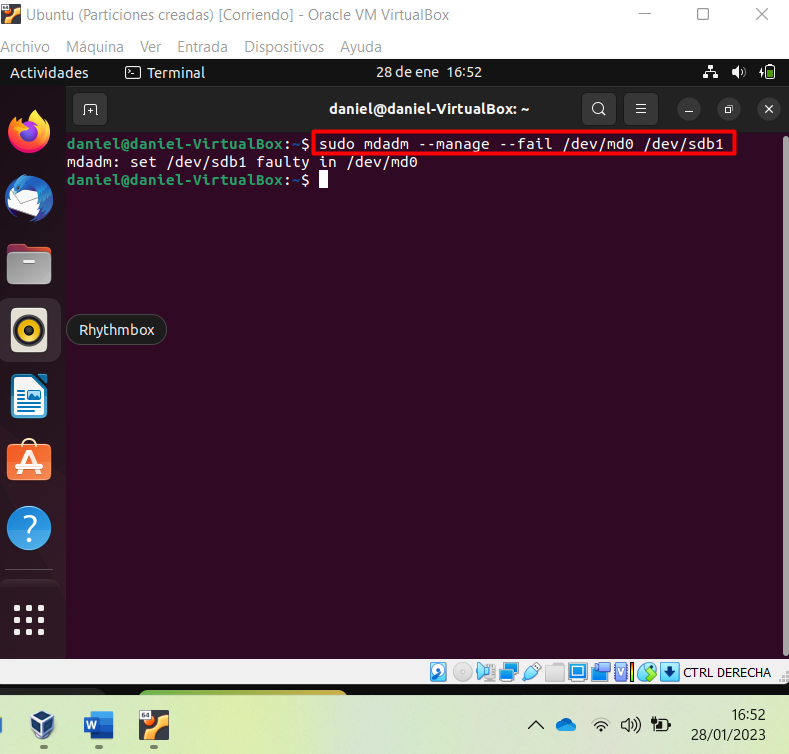 Ubuntu (Particiones creadas) [Corriendo] - Oracle VM VirtualBox
Archivo Máquina Ver Entrada Dispositivos Ayuda
Actividades Terminal 28 de ene 16:52
daniel@daniel-VirtualBox: ~
daniel@daniel-VirtualBox:~$ sudo mdadm --manage --fail /dev/md0 /dev/sdb1
mdadm: set /dev/sdb1 faulty in /dev/md0
daniel@daniel-VirtualBox:~$
Rhythmbox
CTRL DERECHA
16:52
28/01/2023